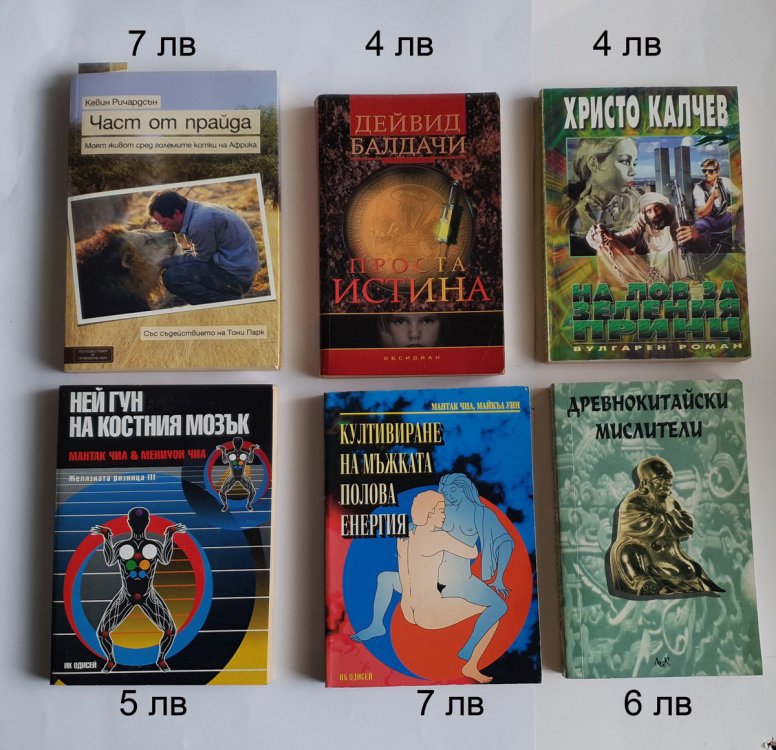 7 лв
4 лв
4 лв
Кевин Ричардсън
Част от прайда
Моят живот сред големите котки на Африка
Със съдействието на Тони Парк
ДЕЙВИД
БАЛДАЧИ
ПРОСТА
ИСТИНА
ОБСИДИАН
ХРИСТО КАЛЧЕВ
НА ЛОВ ЗА
ЗЕЛЕНИЯ
ПРИНЦ
БУЛГАРЕН РОМАН
НЕЙ ГУН
НА КОСТНИЯ МОЗЪК
МАНТАК ЧИА & МЕНИУОН ЧИА
Желязната ризница III
ИК ОДИСЕЙ
МАНТАК ЧИА, МАЙКЪЛ УИН
КУЛТИВИРАНЕ
НА МЪЖКАТА
ПОЛОВА
ЕНЕРГИЯ
ИК ОДИСЕЙ
ДРЕВНОКИТАЙСКИ
МИСЛИТЕЛИ
5 лв
7 лв
6 лв